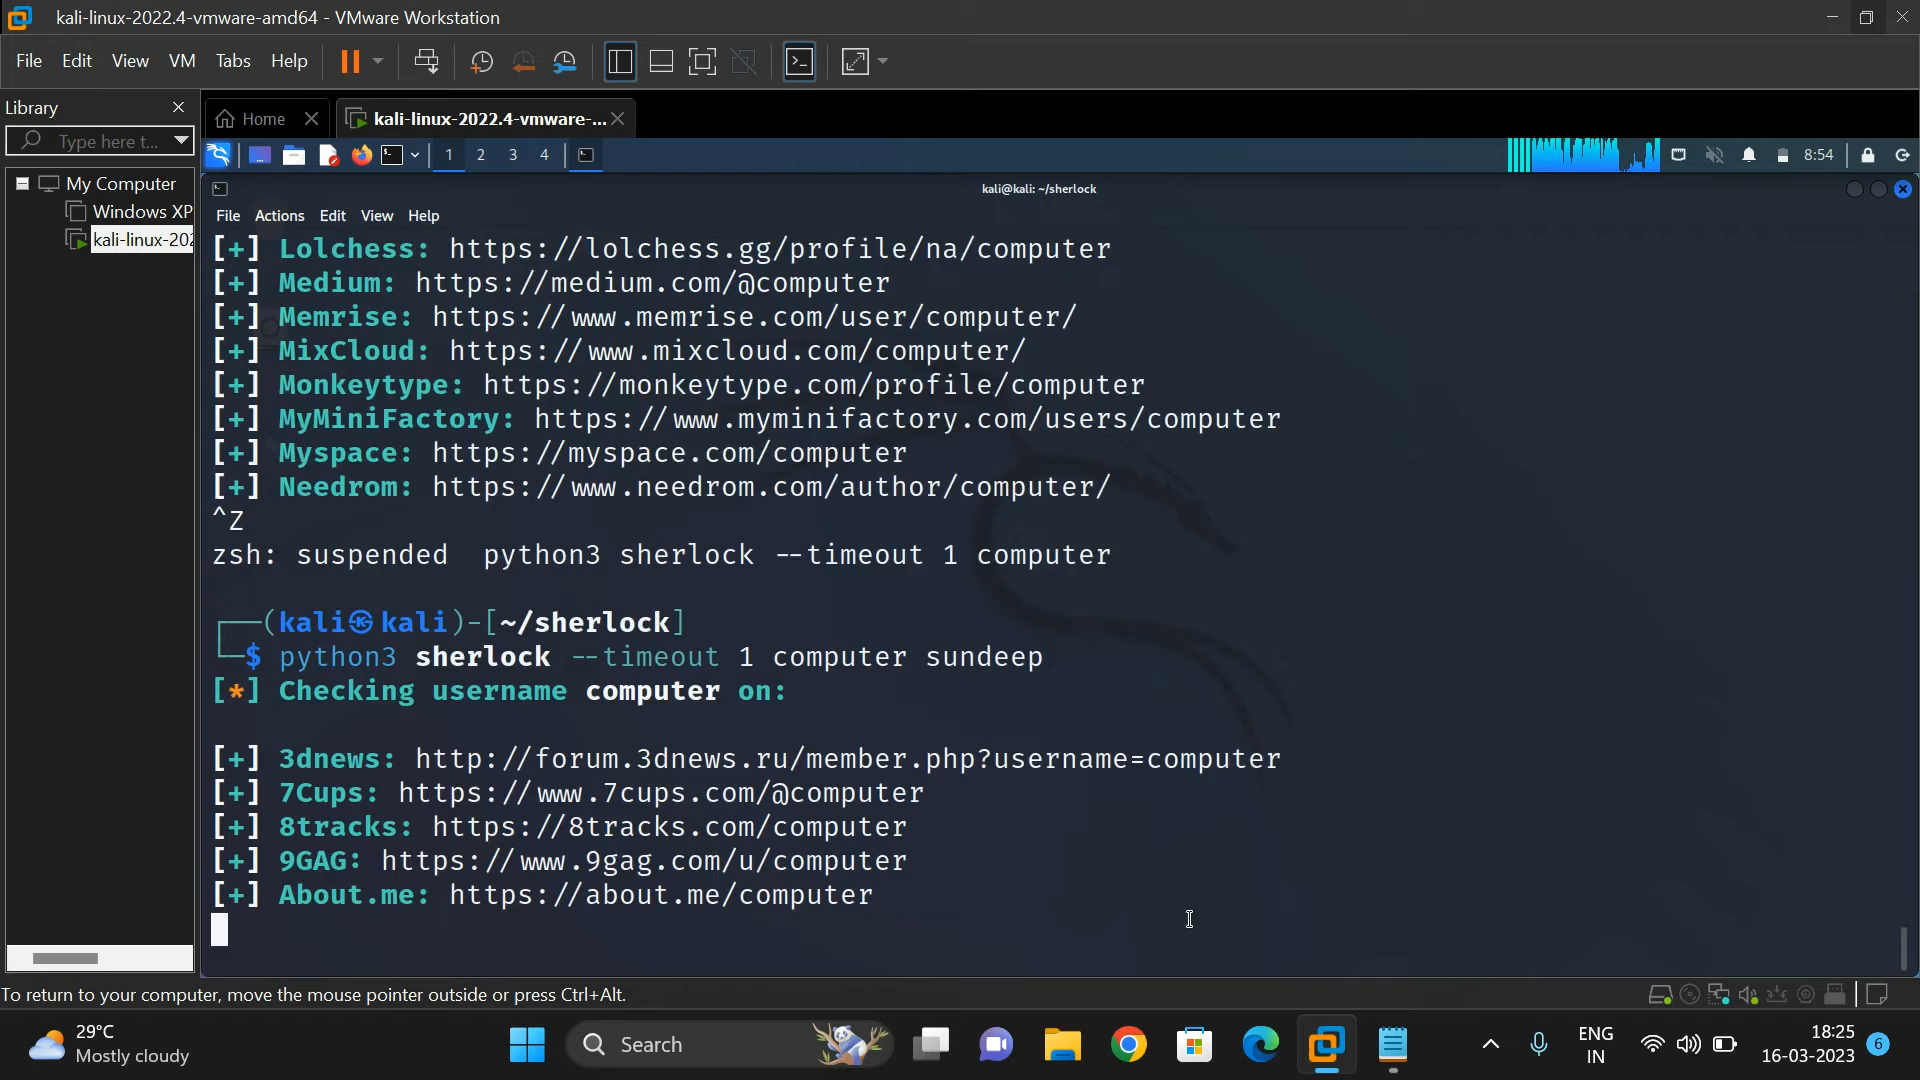 kali-linux-2022.4-vmware-amd64 - VMware Workstation
File Edit View VM Tabs Help
Library
Home
kali-linux-2022.4-vmware-...
Type here t...
1 2 3 4
8:54
My Computer
Windows XP
kali-linux-202
kali@kali: ~/sherlock
File Actions Edit View Help
[+] Lolchess: https://lolchess.gg/profile/na/computer
[+] Medium: https://medium.com/@computer
[+] Memrise: https://www.memrise.com/user/computer/
[+] MixCloud: https://www.mixcloud.com/computer/
[+] Monkeytype: https://monkeytype.com/profile/computer
[+] MyMiniFactory: https://www.myminifactory.com/users/computer
[+] Myspace: https://myspace.com/computer
[+] Needrom: https://www.needrom.com/author/computer/
^Z
zsh: suspended  python3 sherlock --timeout 1 computer
┌──(kali㉿kali)-[~/sherlock]
└─$ python3 sherlock --timeout 1 computer sundeep
[*] Checking username computer on:
[+] 3dnews: http://forum.3dnews.ru/member.php?username=computer
[+] 7Cups: https://www.7cups.com/@computer
[+] 8tracks: https://8tracks.com/computer
[+] 9GAG: https://www.9gag.com/u/computer
[+] About.me: https://about.me/computer
To return to your computer, move the mouse pointer outside or press Ctrl+Alt.
29°C
Mostly cloudy
Search
ENG
IN
18:25
16-03-2023
6